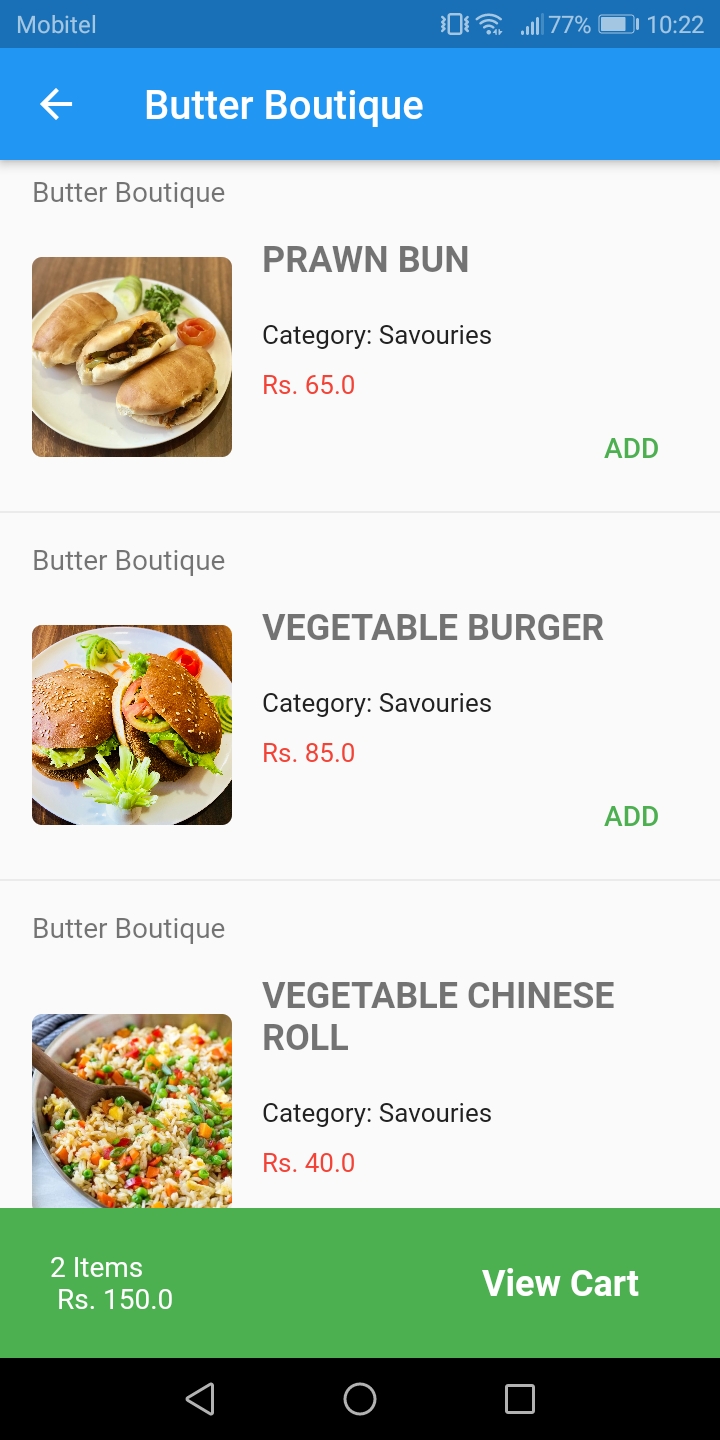 Mobitel
77% 10:22
Butter Boutique
Butter Boutique
PRAWN BUN
Category: Savouries
Rs. 65.0
ADD
Butter Boutique
VEGETABLE BURGER
Category: Savouries
Rs. 85.0
ADD
Butter Boutique
VEGETABLE CHINESE
ROLL
Category: Savouries
Rs. 40.0
2 Items
Rs. 150.0
View Cart